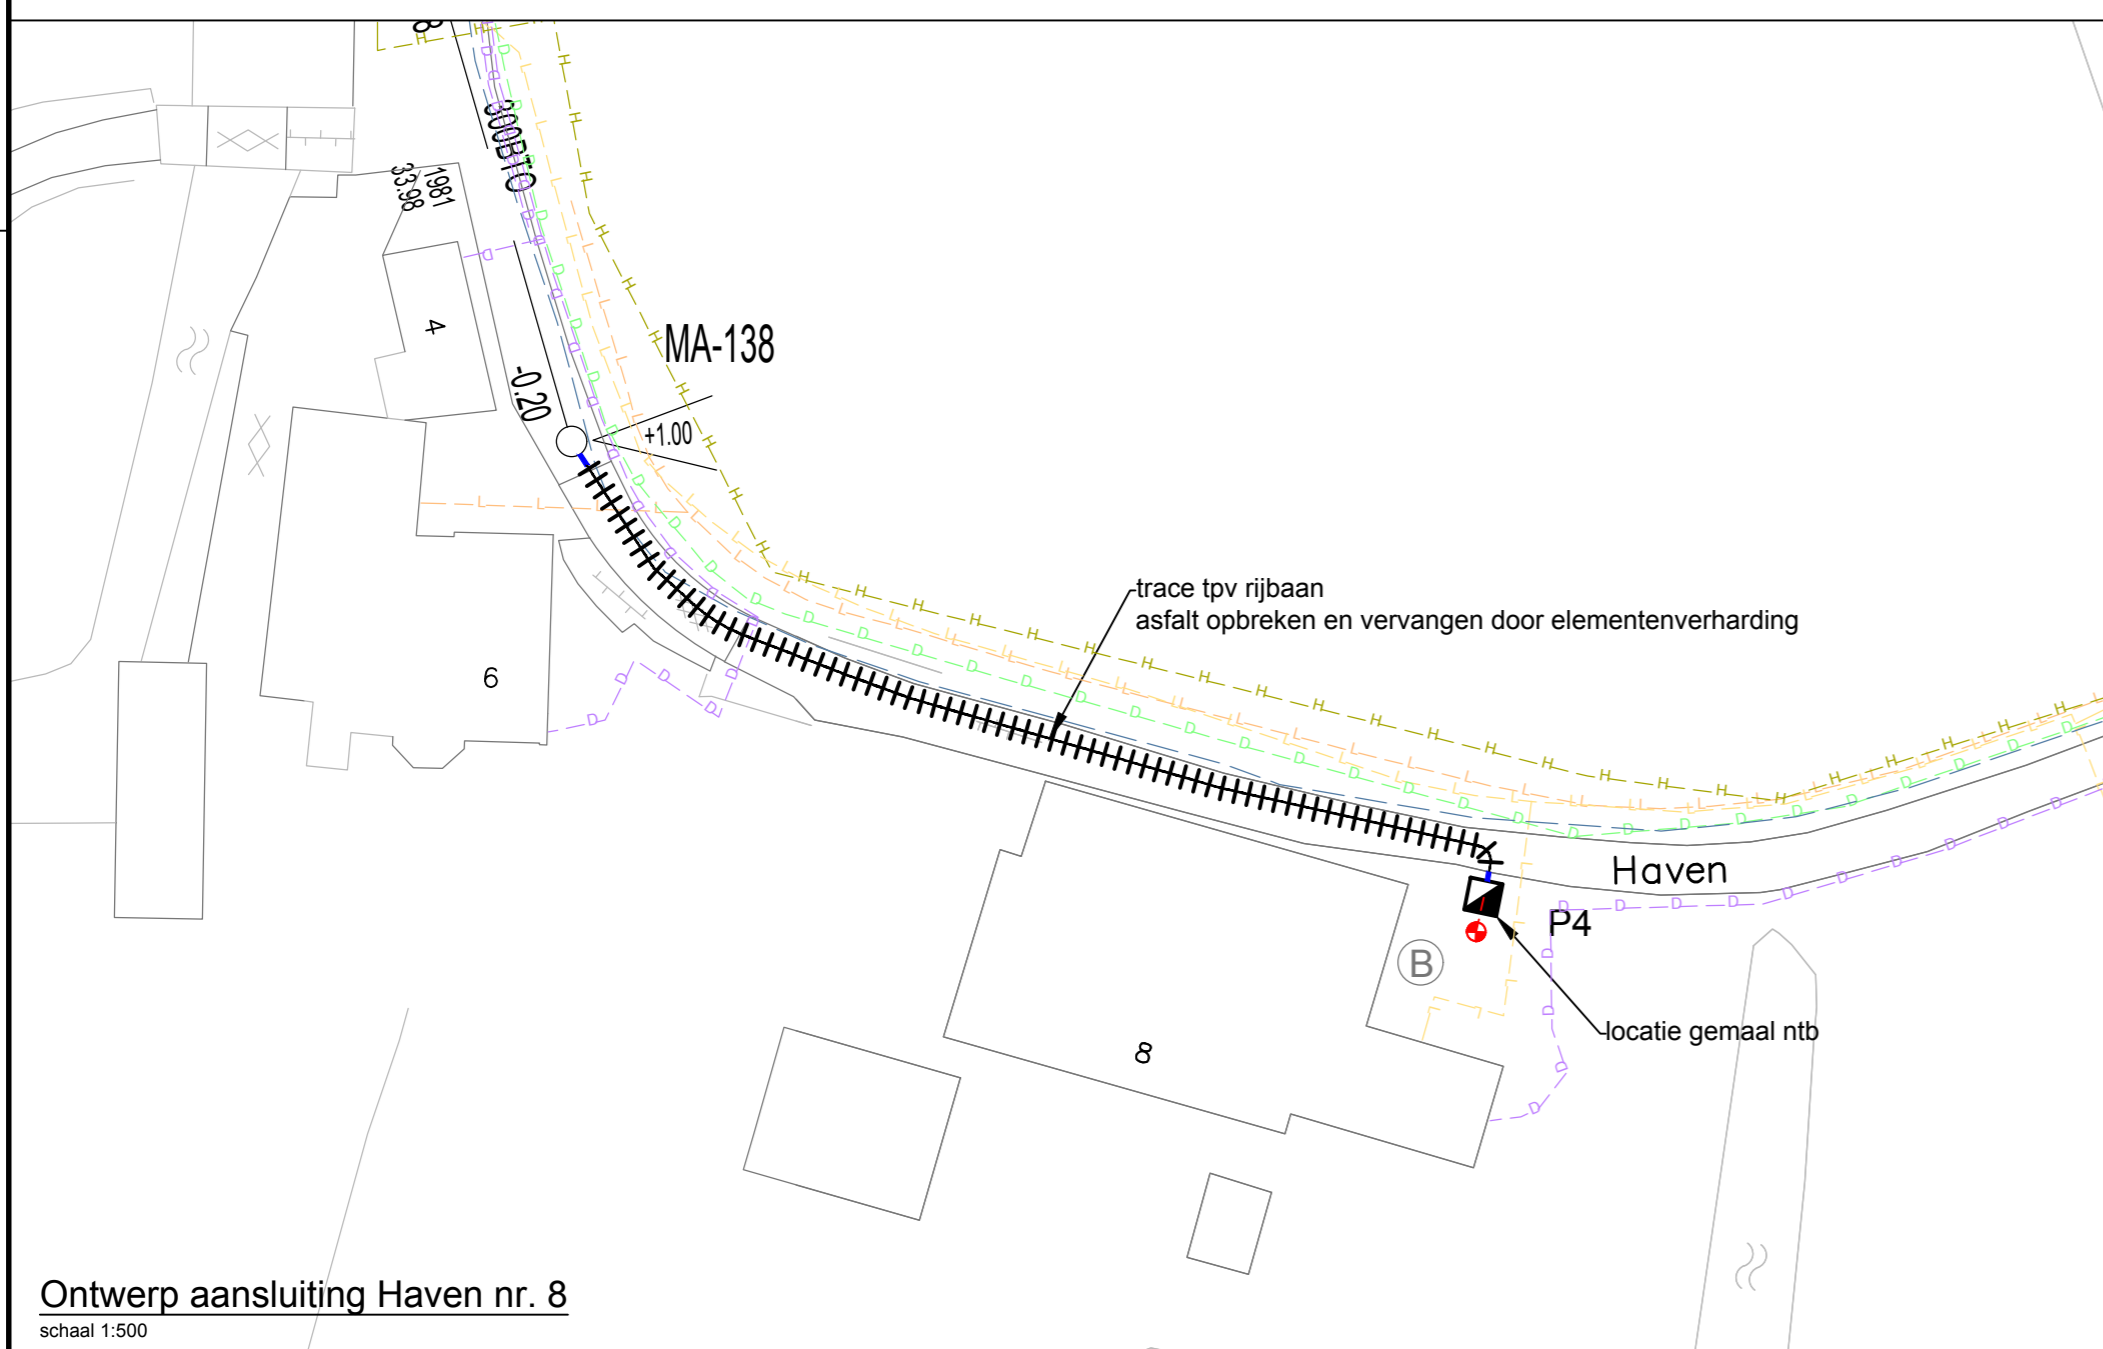 300BTO
1981
33.98
4
MA-138
-0.20
+1.00
trace tpv rijbaan
asfalt opbreken en vervangen door elementenverharding
6
Haven
P4
B
locatie gemaal ntb
8
Ontwerp aansluiting Haven nr. 8
schaal 1:500